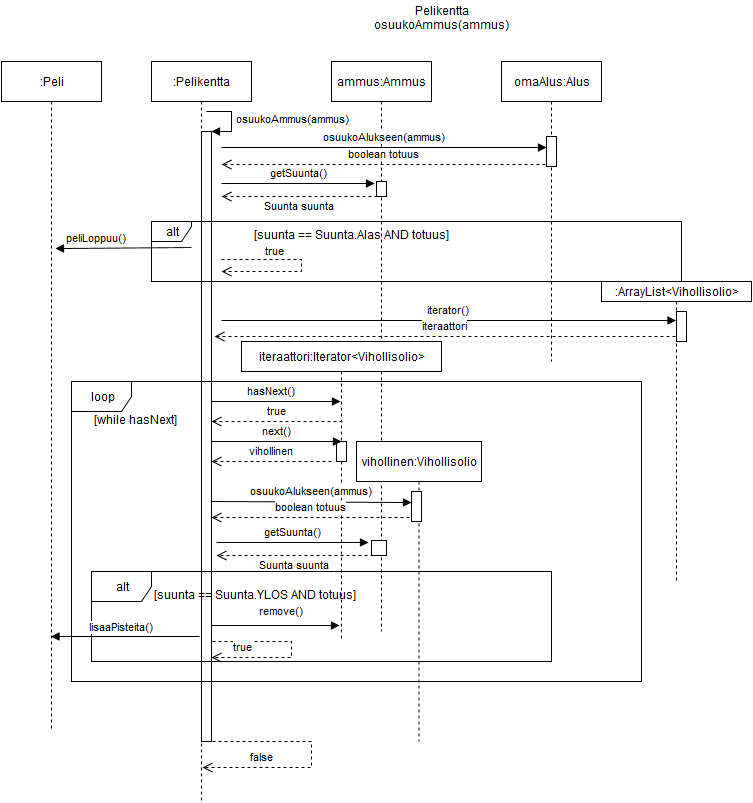 Pelikentta
osuukoAmmus(ammus)
:Peli
:Pelikentta
ammus:Ammus
omaAlus:Alus
osuukoAmmus(ammus)
osuukoAlukseen(ammus)
boolean totuus
getSuunta()
Suunta suunta
alt
[suunta == Suunta.Alas AND totuus]
peliLoppuu()
true
:ArrayList<Vihollisolio>
iterator()
iteraattori
iteraattori:Iterator<Vihollisolio>
loop
[while hasNext]
hasNext()
true
next()
vihollinen
vihollinen:Vihollisolio
osuukoAlukseen(ammus)
boolean totuus
getSuunta()
Suunta suunta
alt
[suunta == Suunta.YLOS AND totuus]
remove()
lisaaPisteita()
true
false